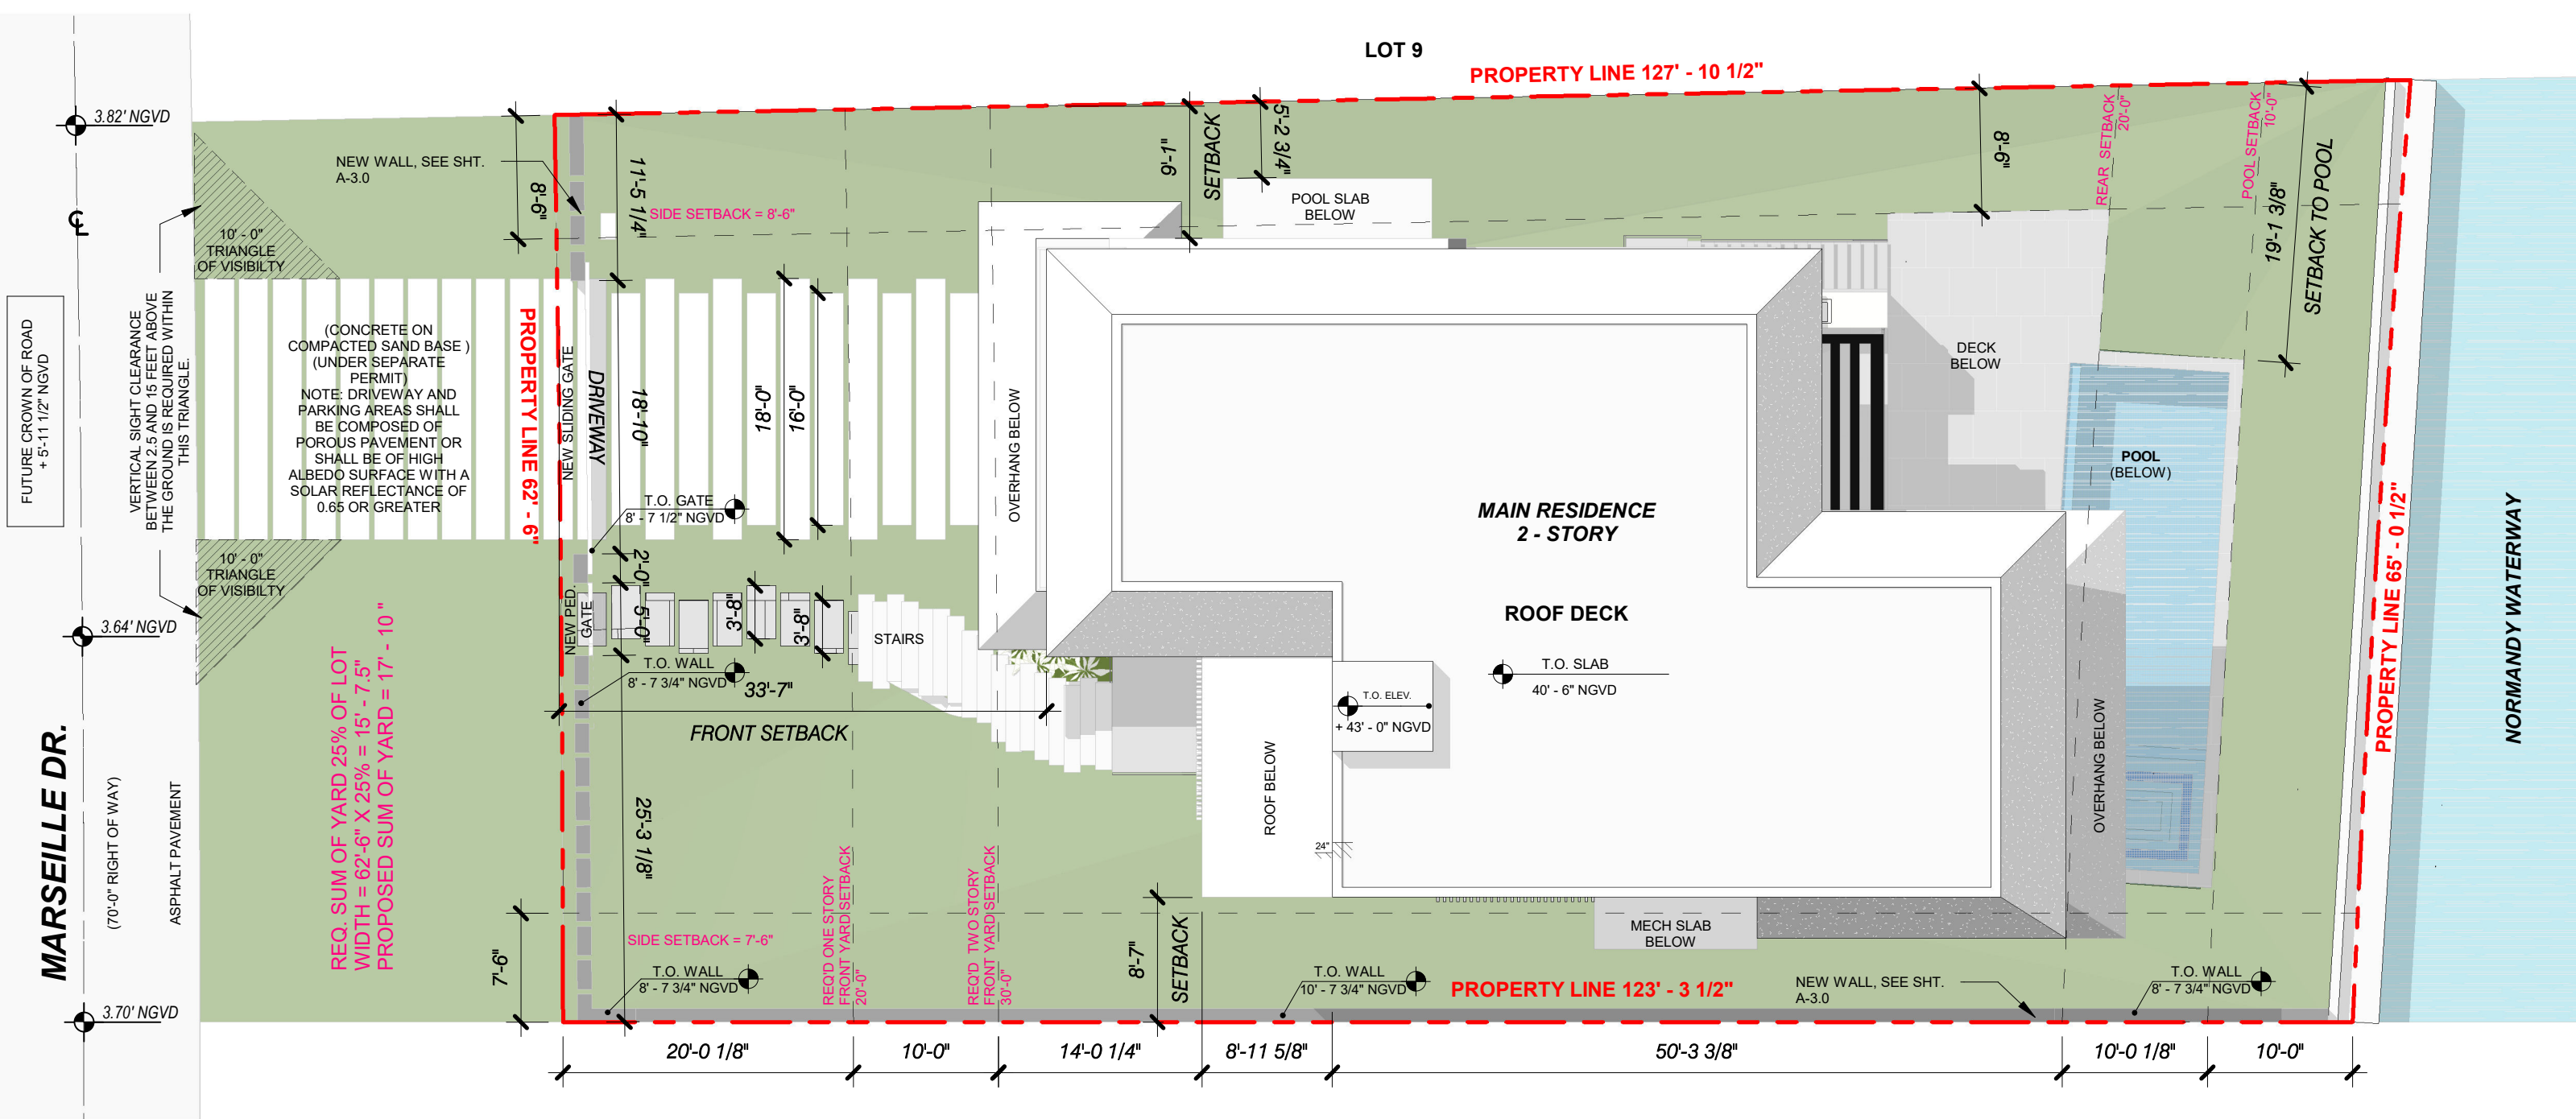 LOT 9
PROPERTY LINE 127' - 10 1/2"
3.82' NGVD
NEW WALL, SEE SHT.
A-3.0
8'-6"
11'-5 1/4"
SIDE SETBACK = 8'-6"
9'-1"
SETBACK
5'-2 3/4"
POOL SLAB
BELOW
8'-6"
REAR SETBACK
20'-0"
POOL SETBACK
10'-0"
19'-1 3/8"
SETBACK TO POOL
10' - 0"
TRIANGLE
OF VISIBILTY
FUTURE CROWN OF ROAD
+ 5'-11 1/2" NGVD
VERTICAL SIGHT CLEARANCE
BETWEEN 2.5 AND 15 FEET ABOVE
THE GROUND IS REQUIRED WITHIN
THIS TRIANGLE.
(CONCRETE ON
COMPACTED SAND BASE )
(UNDER SEPARATE
PERMIT)
NOTE: DRIVEWAY AND
PARKING AREAS SHALL
BE COMPOSED OF
POROUS PAVEMENT OR
SHALL BE OF HIGH
ALBEDO SURFACE WITH A
SOLAR REFLECTANCE OF
0.65 OR GREATER
PROPERTY LINE 62' - 6"
NEW SLIDING GATE
DRIVEWAY
18'-10"
18'-0"
16'-0"
OVERHANG BELOW
T.O. GATE
8' - 7 1/2" NGVD
MAIN RESIDENCE
2 - STORY
ROOF DECK
T.O. SLAB
40' - 6" NGVD
DECK
BELOW
POOL
(BELOW)
PROPERTY LINE 65' - 0 1/2"
NORMANDY WATERWAY
10' - 0"
TRIANGLE
OF VISIBILTY
3.64' NGVD
2'-0"
NEW PED.
GATE
5'-0"
3'-8"
3'-8"
STAIRS
T.O. WALL
8' - 7 3/4" NGVD
33'-7"
FRONT SETBACK
T.O. ELEV.
+ 43' - 0" NGVD
ROOF BELOW
24"
OVERHANG BELOW
MARSEILLE DR.
(70'-0" RIGHT OF WAY)
ASPHALT PAVEMENT
REQ. SUM OF YARD 25% OF LOT
WIDTH = 62'-6" X 25% = 15' - 7.5"
PROPOSED SUM OF YARD = 17' - 10 "
25'-3 1/8"
7'-6"
SIDE SETBACK = 7'-6"
T.O. WALL
8' - 7 3/4" NGVD
REQ'D ONE STORY
FRONT YARD SETBACK
20'-0"
REQ'D TWO STORY
FRONT YARD SETBACK
30'-0"
8'-7"
SETBACK
MECH SLAB
BELOW
T.O. WALL
10' - 7 3/4" NGVD
PROPERTY LINE 123' - 3 1/2"
NEW WALL, SEE SHT.
A-3.0
T.O. WALL
8' - 7 3/4" NGVD
3.70' NGVD
20'-0 1/8"
10'-0"
14'-0 1/4"
8'-11 5/8"
50'-3 3/8"
10'-0 1/8"
10'-0"